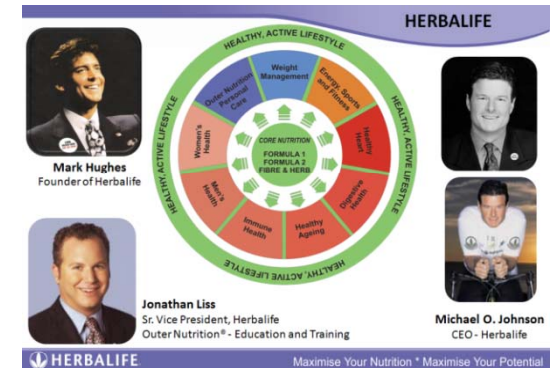 HERBALIFE
HEALTHY, ACTIVE LIFESTYLE
HEALTHY, ACTIVE LIFESTYLE
HEALTHY, ACTIVE LIFESTYLE
HEALTHY, ACTIVE LIFESTYLE
Weight
Management
Energy, Sports
and Fitness
Healthy
Heart
Digestive
Health
Healthy
Ageing
Immune
Health
Men's
Health
Women's
Health
Outer Nutrition
Personal
Care
CORE NUTRITION
FORMULA 1
FORMULA 2
FIBRE & HERB
Mark Hughes
Founder of Herbalife
Jonathan Liss
Sr. Vice President, Herbalife
Outer Nutrition® - Education and Training
Michael O. Johnson
CEO - Herbalife
HERBALIFE
Maximise Your Nutrition * Maximise Your Potential